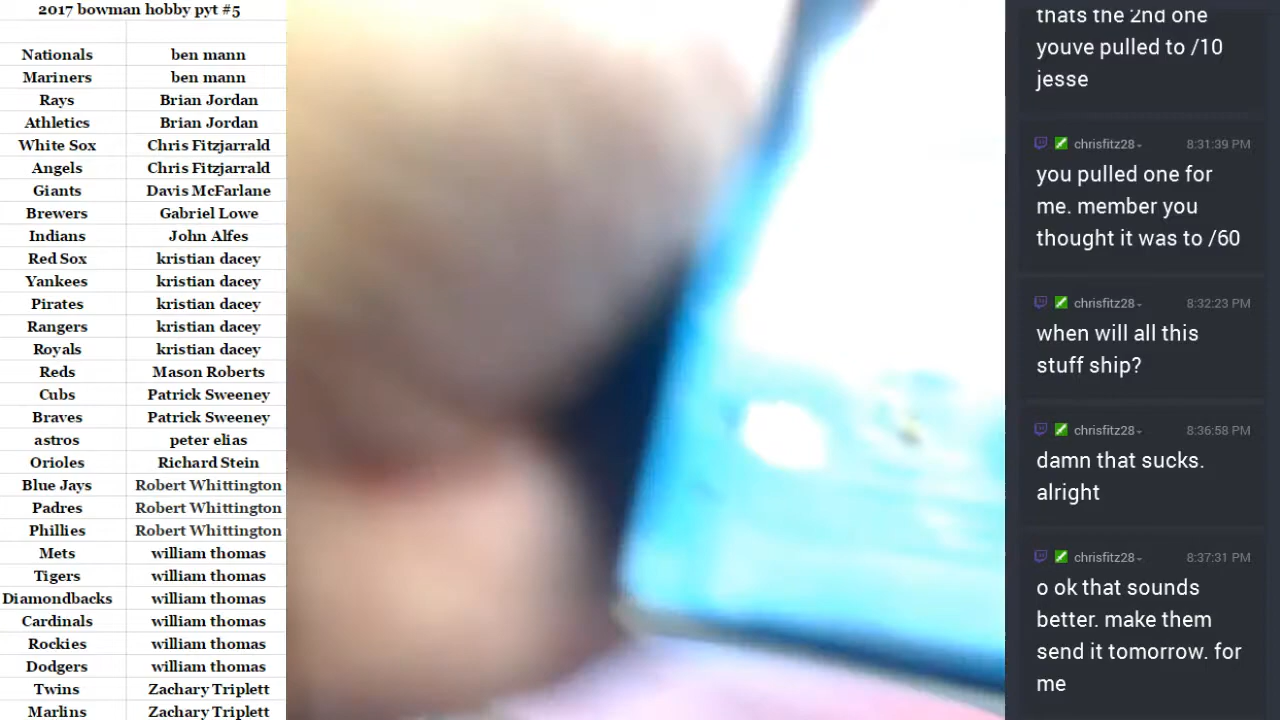 2017 bowman hobby pyt #5
Nationals ben mann
Mariners ben mann
Rays Brian Jordan
Athletics Brian Jordan
White Sox Chris Fitzjarrald
Angels Chris Fitzjarrald
Giants Davis McFarlane
Brewers Gabriel Lowe
Indians John Alfes
Red Sox kristian dacey
Yankees kristian dacey
Pirates kristian dacey
Rangers kristian dacey
Royals kristian dacey
Reds Mason Roberts
Cubs Patrick Sweeney
Braves Patrick Sweeney
astros peter elias
Orioles Richard Stein
Blue Jays Robert Whittington
Padres Robert Whittington
Phillies Robert Whittington
Mets william thomas
Tigers william thomas
Diamondbacks william thomas
Cardinals william thomas
Rockies william thomas
Dodgers william thomas
Twins Zachary Triplett
Marlins Zachary Triplett
thats the 2nd one
youve pulled to /10
jesse
chrisfitz28 8:31:39 PM
you pulled one for
me. member you
thought it was to /60
chrisfitz28 8:32:23 PM
when will all this
stuff ship?
chrisfitz28 8:36:58 PM
damn that sucks.
alright
chrisfitz28 8:37:31 PM
o ok that sounds
better. make them
send it tomorrow. for
me